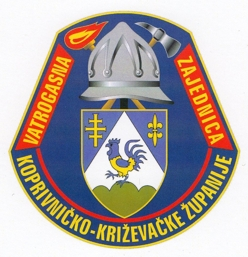 VATROGASNA
ZAJEDNICA
KOPRIVNIČKO-KRIŽEVAČKE ŽUPANIJE